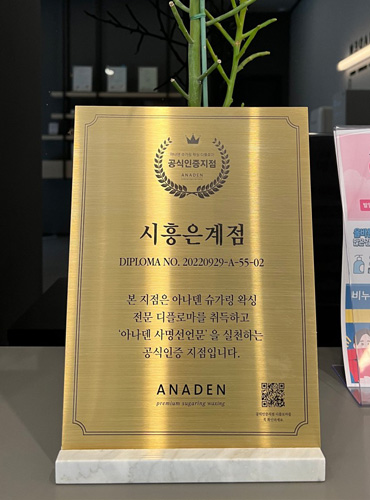 공식인증지점
ANADEN
시흥은계점
DIPLOMA NO. 20220929-A-55-02
본 지점은 아나덴 슈가링 왁싱
전문 디플로마를 취득하고
'아나덴 사명선언문'을 실천하는
공식인증 지점입니다.
ANADEN
premium sugaring waxing
비누